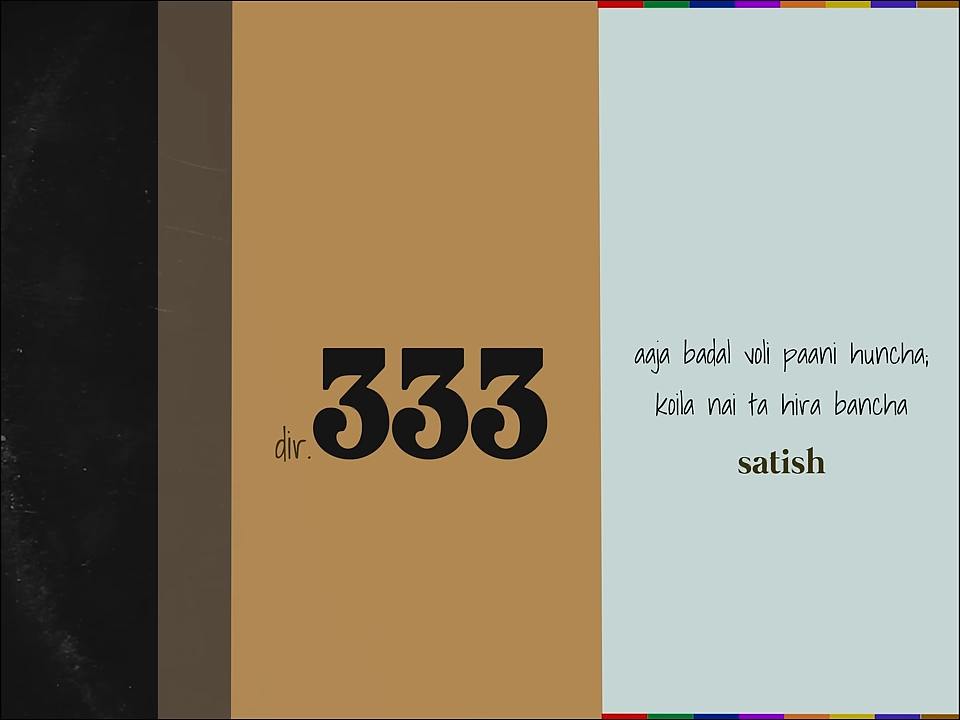 dir. 333
aaja badal voli paani huncha;
koila nai ta hira bancha
satish